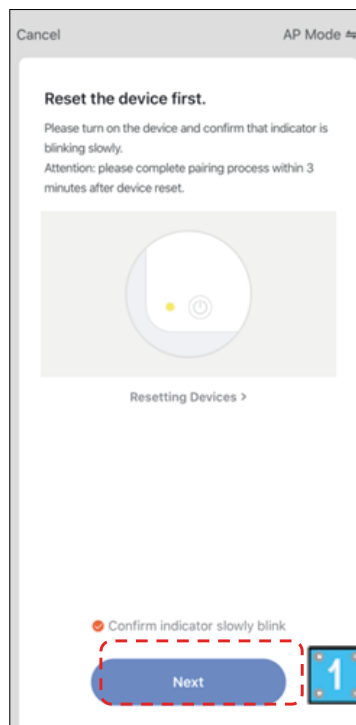 Cancel
AP Mode ⇋
Reset the device first.
Please turn on the device and confirm that indicator is
blinking slowly.
Attention: please complete pairing process within 3
minutes after device reset.
Resetting Devices >
Confirm indicator slowly blink
Next
1